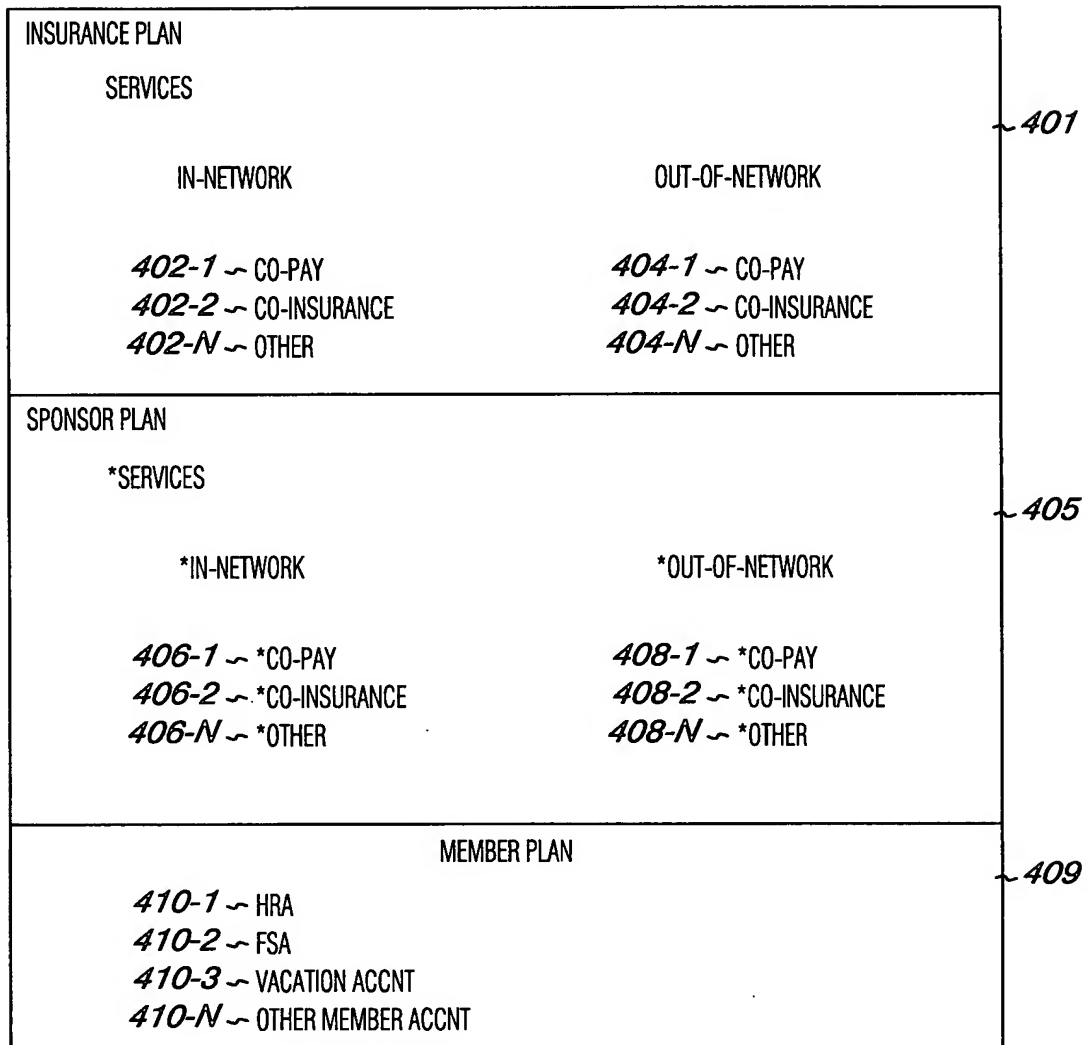 INSURANCE PLAN
SERVICES
401
IN-NETWORK OUT-OF-NETWORK
402-1 ~ CO-PAY 404-1 ~ CO-PAY
402-2 ~ CO-INSURANCE 404-2 ~ CO-INSURANCE
402-N ~ OTHER 404-N ~ OTHER
SPONSOR PLAN
*SERVICES
405
*IN-NETWORK *OUT-OF-NETWORK
406-1 ~ *CO-PAY 408-1 ~ *CO-PAY
406-2 ~ *CO-INSURANCE 408-2 ~ *CO-INSURANCE
406-N ~ *OTHER 408-N ~ *OTHER
MEMBER PLAN
409
410-1 ~ HRA
410-2 ~ FSA
410-3 ~ VACATION ACCNT
410-N ~ OTHER MEMBER ACCNT